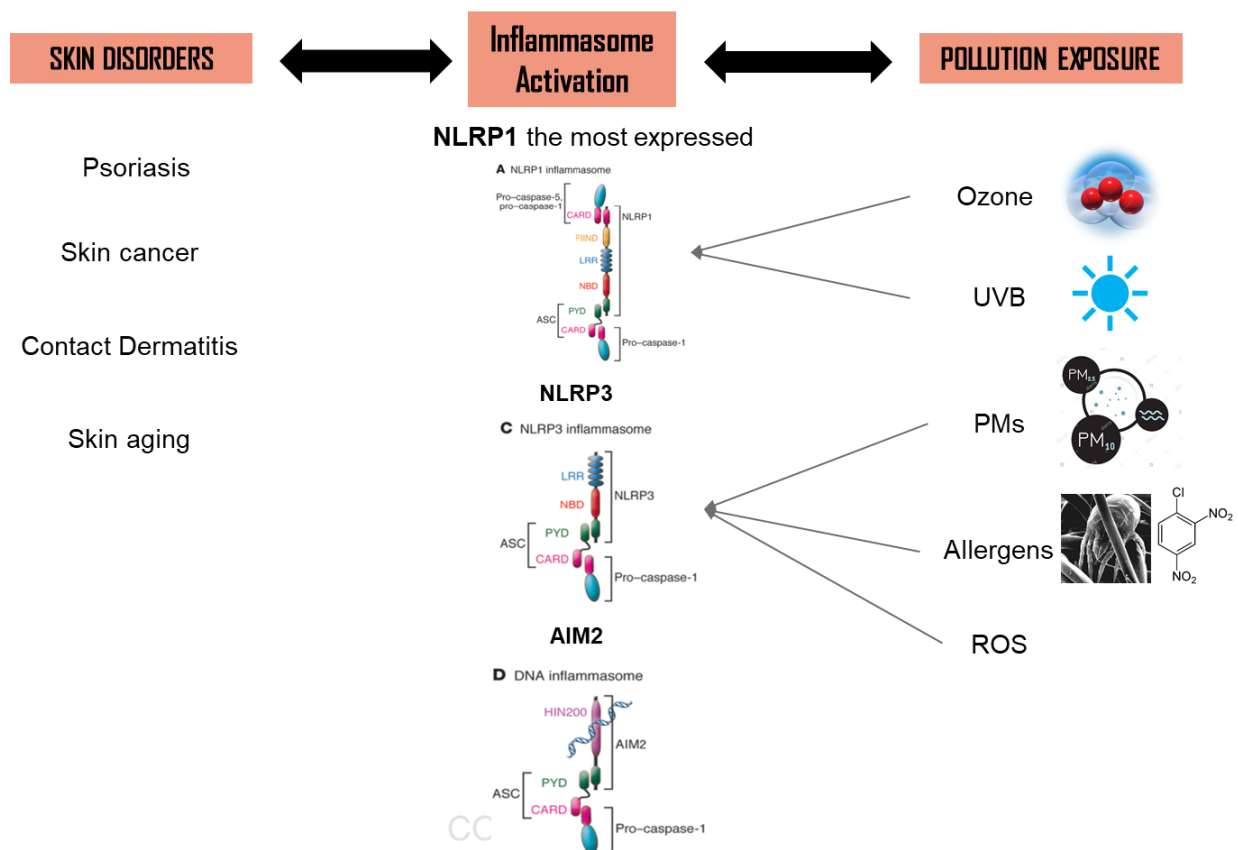 SKIN DISORDERS
Inflammasome
Activation
POLLUTION EXPOSURE
Psoriasis
Skin cancer
Contact Dermatitis
Skin aging
NLRP1 the most expressed
A NLRP1 inflammasome
Pro–caspase-5,
pro–caspase-1
CARD
NLRP1
FIIND
LRR
NBD
PYD
ASC
CARD
Pro–caspase-1
NLRP3
C NLRP3 inflammasome
LRR
NLRP3
NBD
PYD
ASC
CARD
Pro–caspase-1
AIM2
D DNA inflammasome
HIN200
AIM2
PYD
ASC
CARD
Pro–caspase-1
CC
Ozone
UVB
PMs
PM2.5
PM10
Allergens
Cl
NO2
NO2
ROS